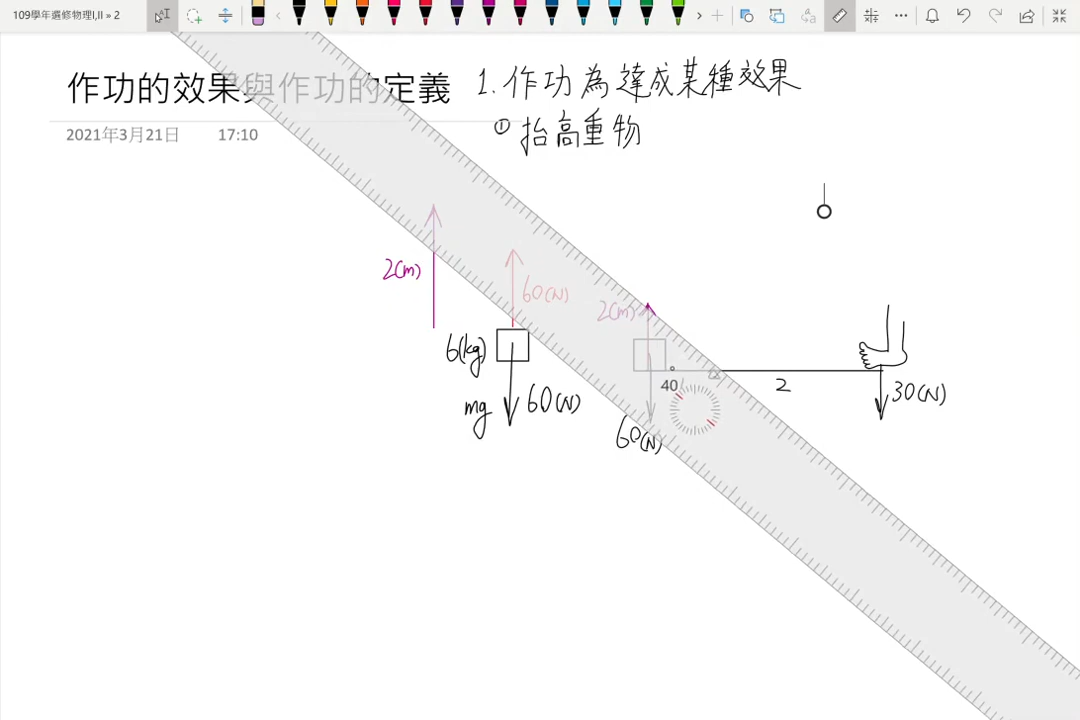 109學年選修物理I,II » 2
作功的效果與作功的定義
2021年3月21日 17:10
1.作功為達成某種效果
① 抬高重物
2(m)
60(N)
6(kg)
mg
60(N)
2(m)
60(N)
40°
2
30(N)